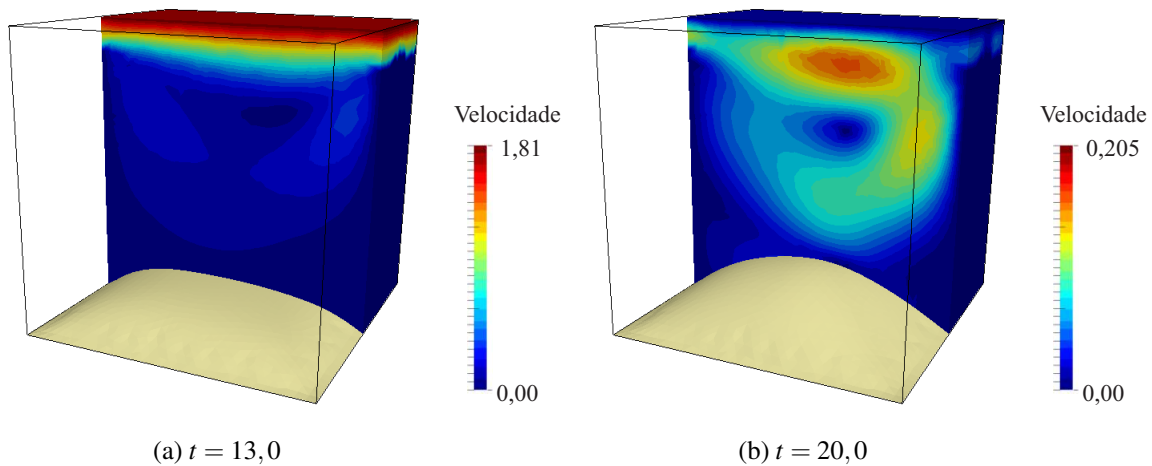 Velocidade
1,81
0,00
(a) t = 13,0
Velocidade
0,205
0,00
(b) t = 20,0